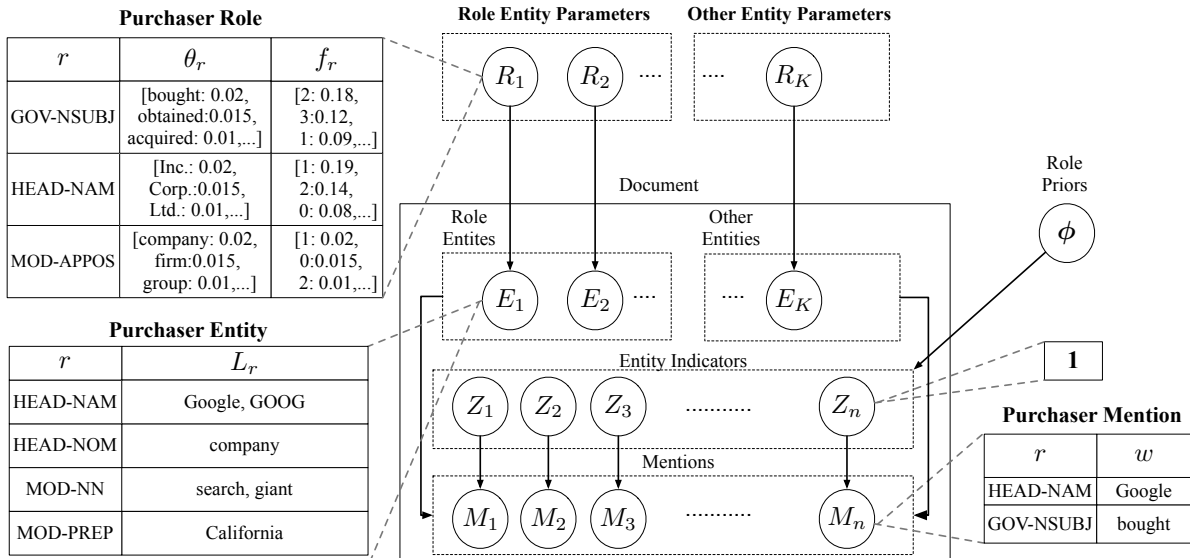 Purchaser Role
r θ_r f_r
GOV-NSUBJ
[bought: 0.02,
obtained:0.015,
acquired: 0.01,...]
[2: 0.18,
3:0.12,
1: 0.09,...]
HEAD-NAM
[Inc.: 0.02,
Corp.:0.015,
Ltd.: 0.01,...]
[1: 0.19,
2:0.14,
0: 0.08,...]
MOD-APPOS
[company: 0.02,
firm:0.015,
group: 0.01,...]
[1: 0.02,
0:0.015,
2: 0.01,...]
Role Entity Parameters
R_1 R_2 ....
Other Entity Parameters
.... R_K
Document
Role
Priors
ϕ
Role
Entites
E_1 E_2 ....
Other
Entities
.... E_K
Entity Indicators
Z_1 Z_2 Z_3 ........... Z_n
1
Mentions
M_1 M_2 M_3 ........... M_n
Purchaser Entity
r L_r
HEAD-NAM Google, GOOG
HEAD-NOM company
MOD-NN search, giant
MOD-PREP California
Purchaser Mention
r w
HEAD-NAM Google
GOV-NSUBJ bought